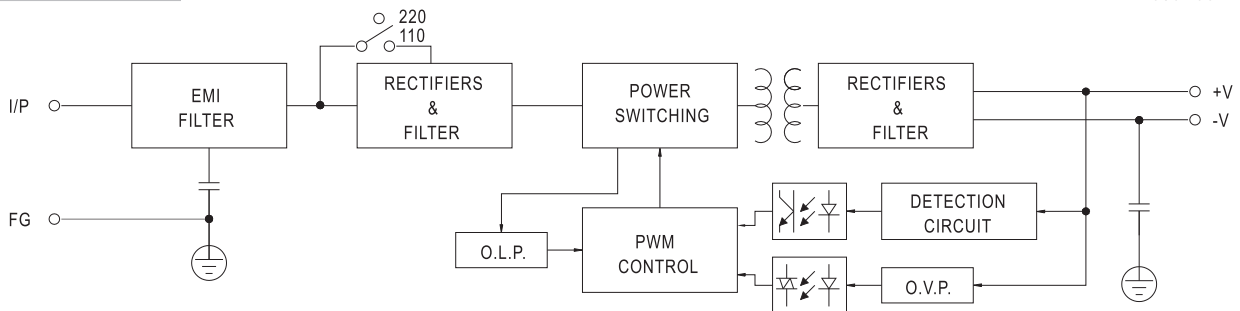 220
110
I/P
EMI
FILTER
RECTIFIERS
&
FILTER
POWER
SWITCHING
RECTIFIERS
&
FILTER
+V
-V
FG
O.L.P.
PWM
CONTROL
DETECTION
CIRCUIT
O.V.P.